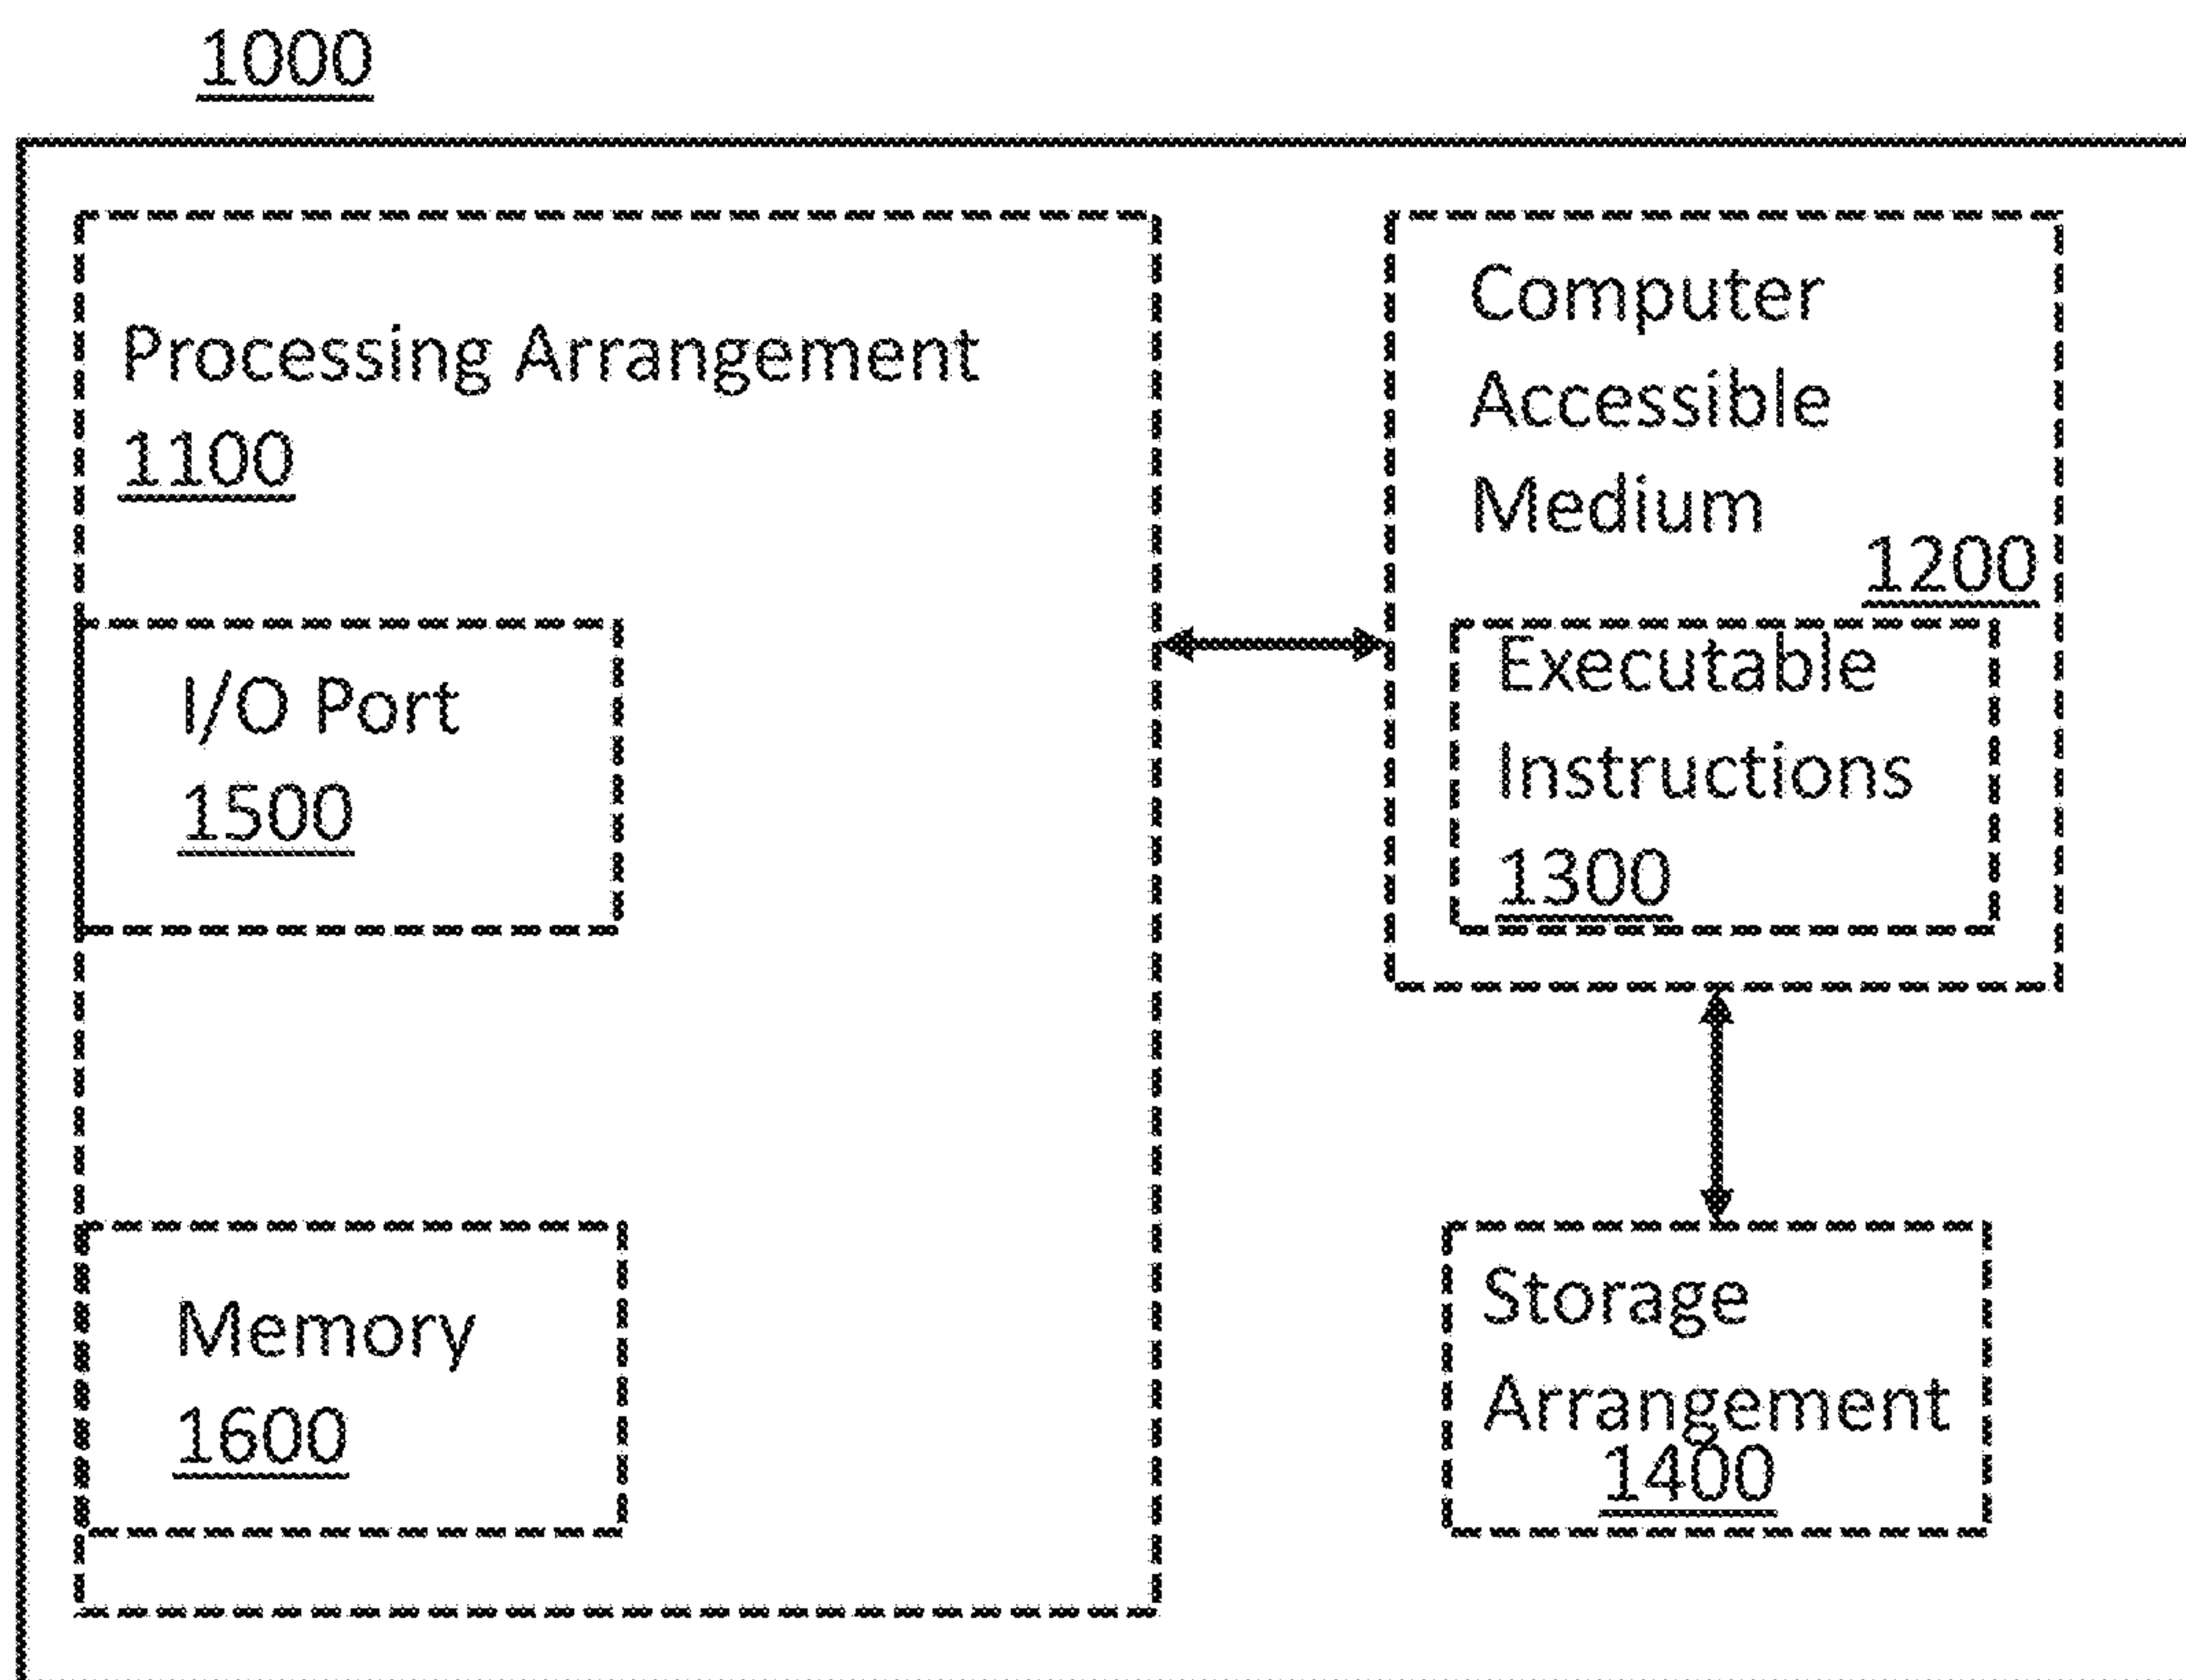 1000
Processing Arrangement
1100
I/O Port
1500
Memory
1600
Computer
Accessible
Medium
1200
Executable
Instructions
1300
Storage
Arrangement
1400